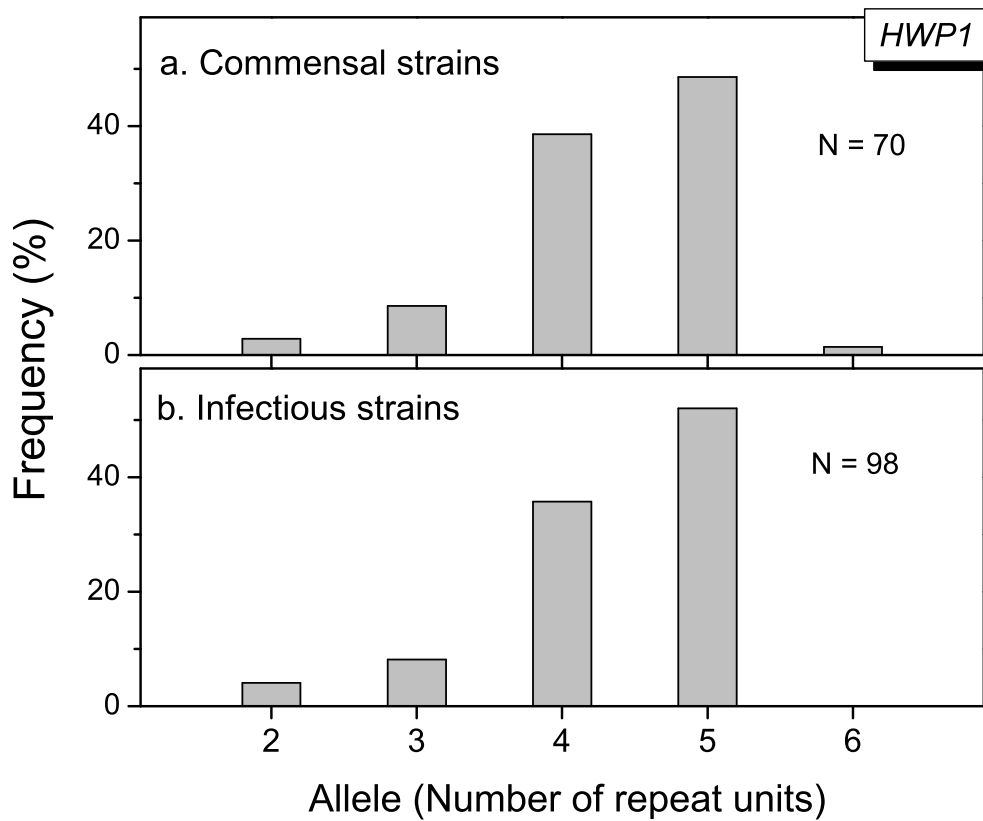 HWP1
a. Commensal strains
N = 70
40
20
0
b. Infectious strains
N = 98
40
20
0
2 3 4 5 6
Frequency (%)
Allele (Number of repeat units)